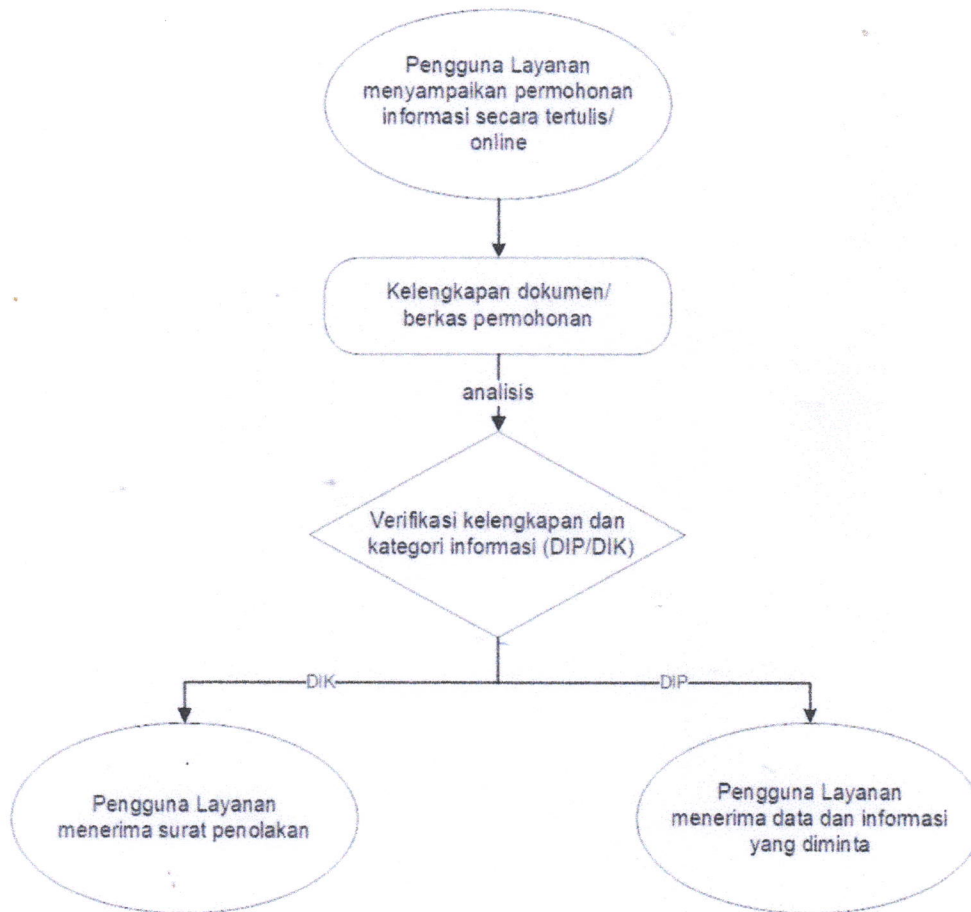 Pengguna Layanan
menyampaikan permohonan
informasi secara tertulis/
online
Kelengkapan dokumen/
berkas permohonan
analisis
Verifikasi kelengkapan dan
kategori informasi (DIP/DIK)
DIK
DIP
Pengguna Layanan
menerima surat penolakan
Pengguna Layanan
menerima data dan informasi
yang diminta